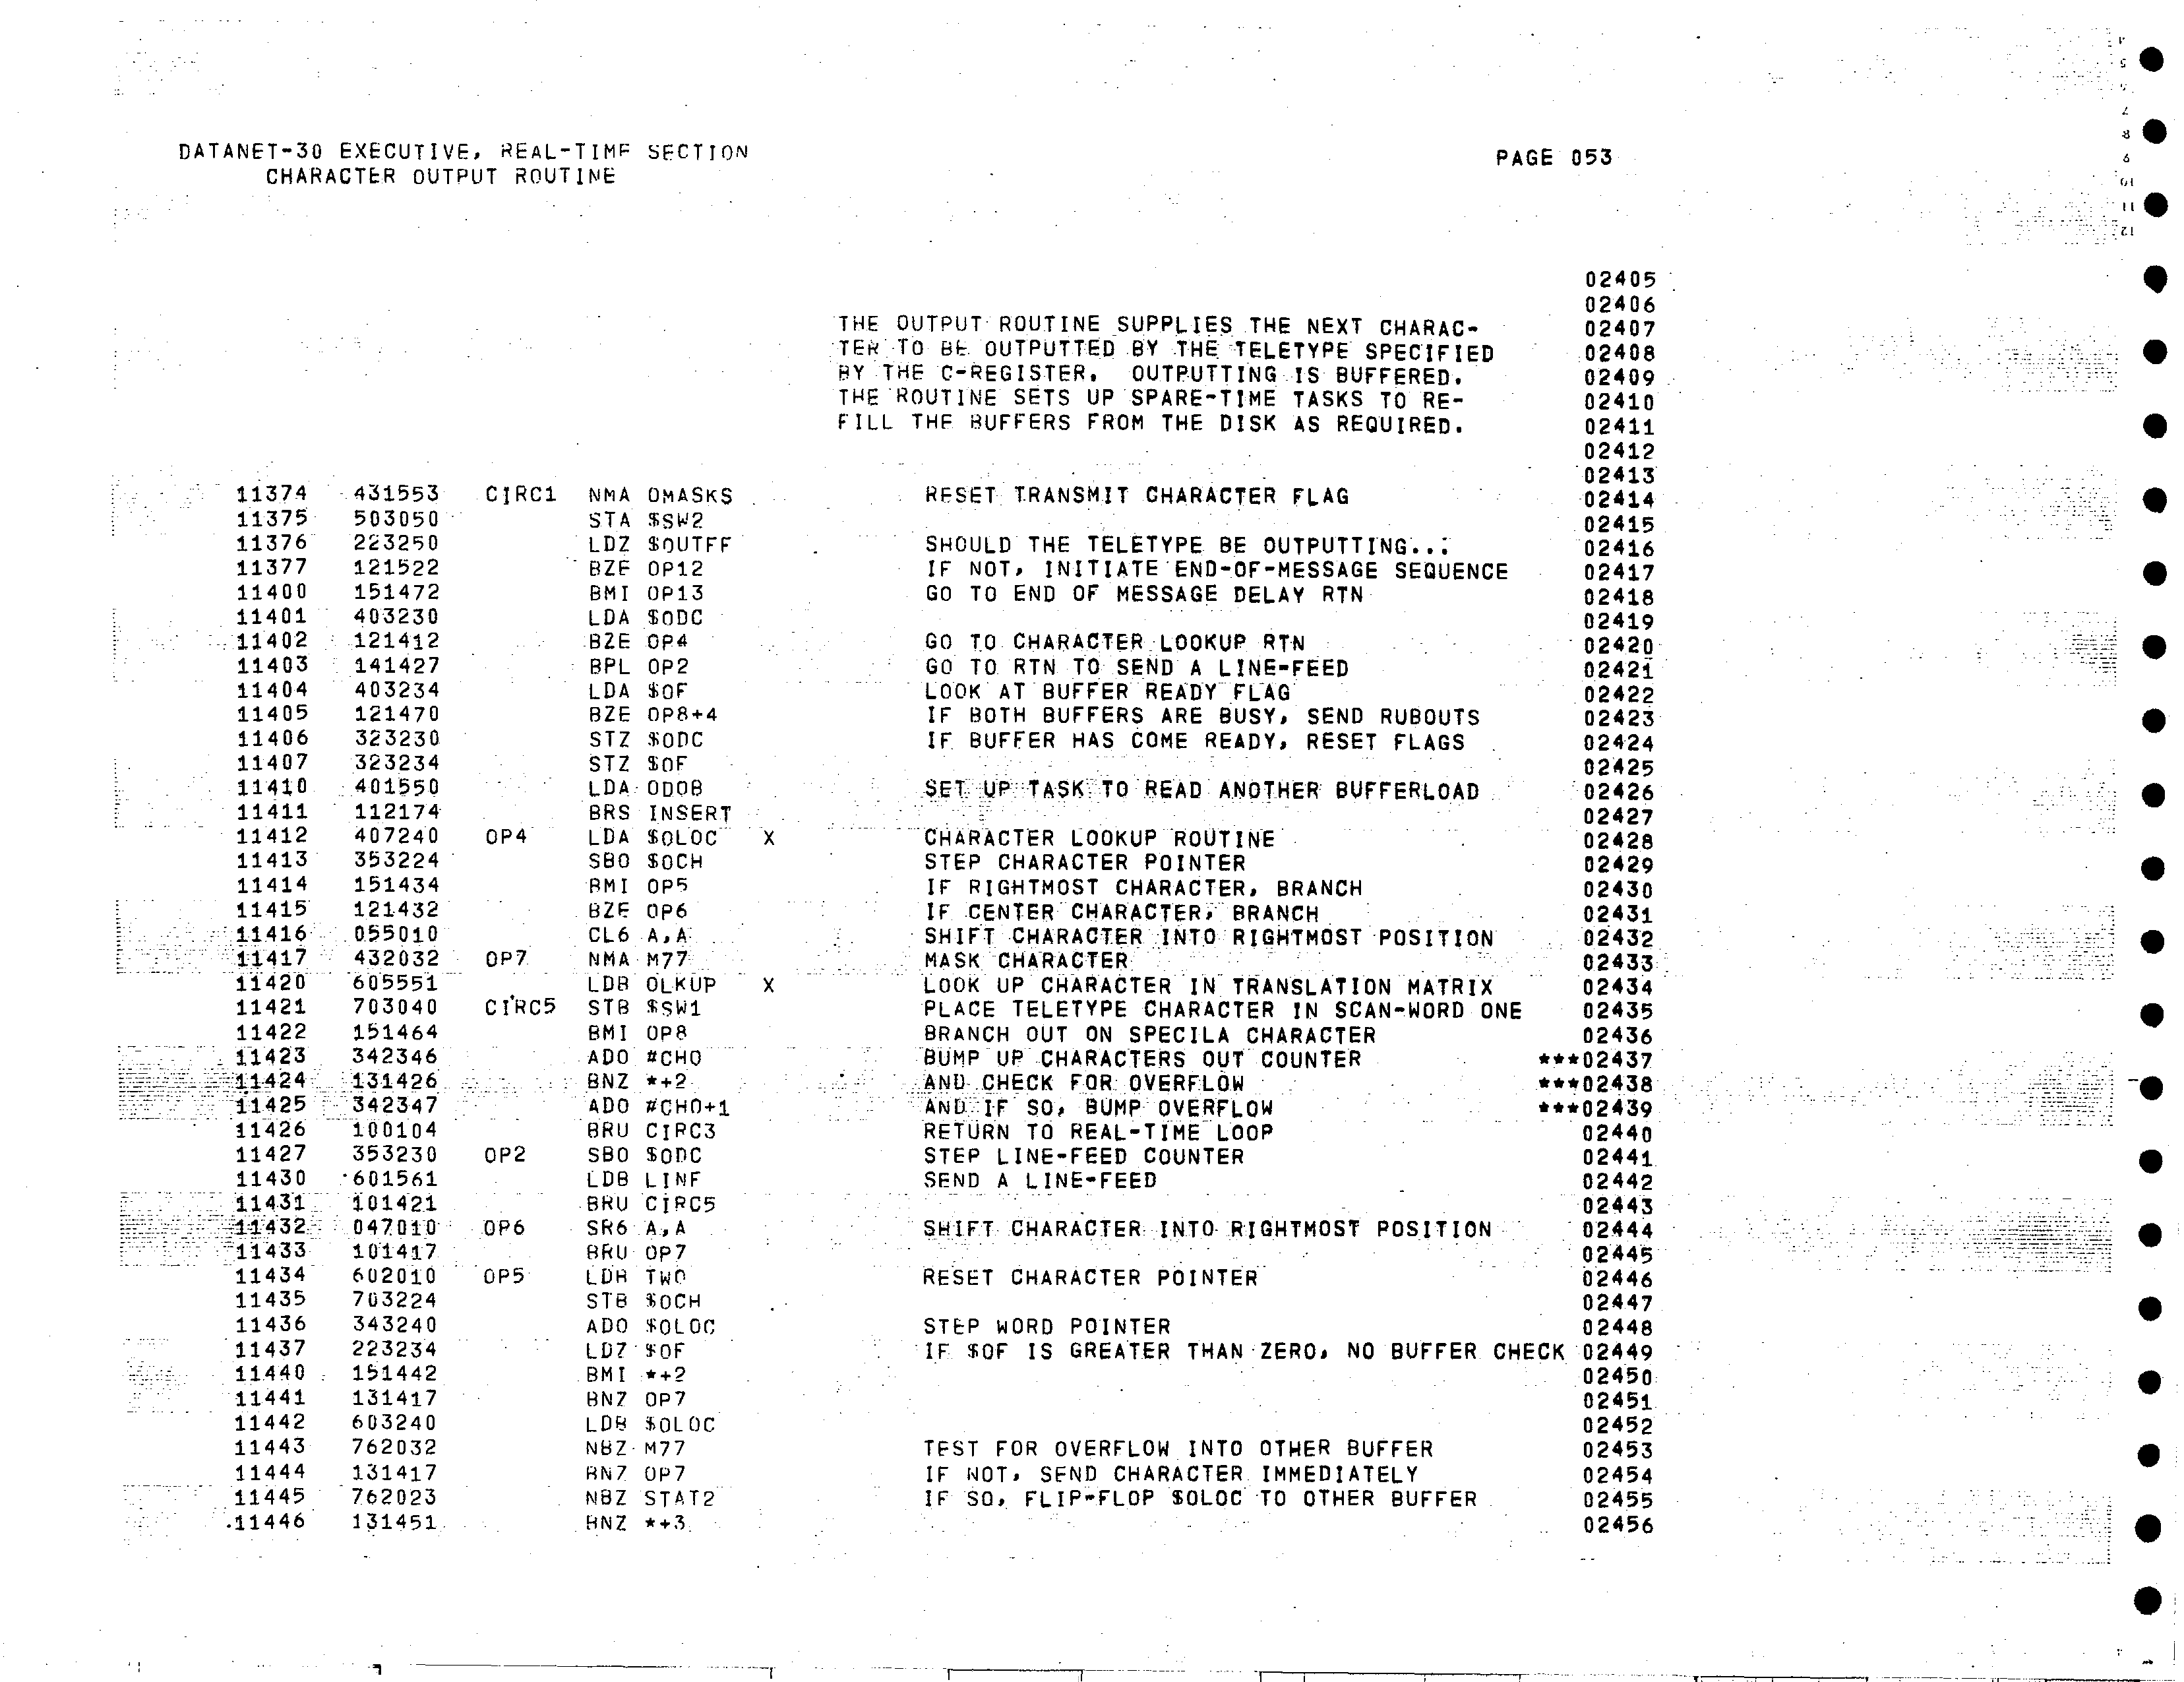 DATANET-30 EXECUTIVE, REAL-TIME SECTION PAGE 053
CHARACTER OUTPUT ROUTINE
02405
02406
THE OUTPUT ROUTINE SUPPLIES THE NEXT CHARAC- 02407
TER TO BE OUTPUTTED BY THE TELETYPE SPECIFIED 02408
BY THE C-REGISTER. OUTPUTTING IS BUFFERED. 02409
THE ROUTINE SETS UP SPARE-TIME TASKS TO RE- 02410
FILL THE BUFFERS FROM THE DISK AS REQUIRED. 02411
02412
02413
11374 431553 CIRC1 NMA OMASKS RESET TRANSMIT CHARACTER FLAG 02414
11375 503050 STA $SW2 02415
11376 223250 LDZ $OUTFF SHOULD THE TELETYPE BE OUTPUTTING... 02416
11377 121522 BZE OP12 IF NOT, INITIATE END-OF-MESSAGE SEQUENCE 02417
11400 151472 BMI OP13 GO TO END OF MESSAGE DELAY RTN 02418
11401 403230 LDA $ODC 02419
11402 121412 BZE OP4 GO TO CHARACTER LOOKUP RTN 02420
11403 141427 BPL OP2 GO TO RTN TO SEND A LINE-FEED 02421
11404 403234 LDA $OF LOOK AT BUFFER READY FLAG 02422
11405 121470 BZE OP8+4 IF BOTH BUFFERS ARE BUSY, SEND RUBOUTS 02423
11406 323230 STZ $ODC IF BUFFER HAS COME READY, RESET FLAGS 02424
11407 323234 STZ $OF 02425
11410 401550 LDA ODOB SET UP TASK TO READ ANOTHER BUFFERLOAD 02426
11411 112174 BRS INSERT 02427
11412 407240 OP4 LDA $OLOC X CHARACTER LOOKUP ROUTINE 02428
11413 353224 SBO $OCH STEP CHARACTER POINTER 02429
11414 151434 BMI OP5 IF RIGHTMOST CHARACTER, BRANCH 02430
11415 121432 BZE OP6 IF CENTER CHARACTER, BRANCH 02431
11416 055010 CL6 A,A SHIFT CHARACTER INTO RIGHTMOST POSITION 02432
11417 432032 OP7 NMA M77 MASK CHARACTER 02433
11420 605551 LDB OLKUP X LOOK UP CHARACTER IN TRANSLATION MATRIX 02434
11421 703040 CIRC5 STB $SW1 PLACE TELETYPE CHARACTER IN SCAN-WORD ONE 02435
11422 151464 BMI OP8 BRANCH OUT ON SPECILA CHARACTER 02436
11423 342346 ADO #CHO BUMP UP CHARACTERS OUT COUNTER ***02437
11424 131426 BNZ *+2 AND CHECK FOR OVERFLOW ***02438
11425 342347 ADO #CHO+1 AND IF SO, BUMP OVERFLOW ***02439
11426 100104 BRU CIRC3 RETURN TO REAL-TIME LOOP 02440
11427 353230 OP2 SBO $ODC STEP LINE-FEED COUNTER 02441
11430 601561 LDB LINF SEND A LINE-FEED 02442
11431 101421 BRU CIRC5 02443
11432 047010 OP6 SR6 A,A SHIFT CHARACTER INTO RIGHTMOST POSITION 02444
11433 101417 BRU OP7 02445
11434 602010 OP5 LDB TWO RESET CHARACTER POINTER 02446
11435 703224 STB $OCH 02447
11436 343240 ADO $OLOC STEP WORD POINTER 02448
11437 223234 LDZ $OF IF $OF IS GREATER THAN ZERO, NO BUFFER CHECK 02449
11440 151442 BMI *+2 02450
11441 131417 BNZ OP7 02451
11442 603240 LDB $OLOC 02452
11443 762032 NBZ M77 TEST FOR OVERFLOW INTO OTHER BUFFER 02453
11444 131417 BNZ OP7 IF NOT, SEND CHARACTER IMMEDIATELY 02454
11445 762023 NBZ STAT2 IF SO, FLIP-FLOP $OLOC TO OTHER BUFFER 02455
11446 131451 BNZ *+3 02456